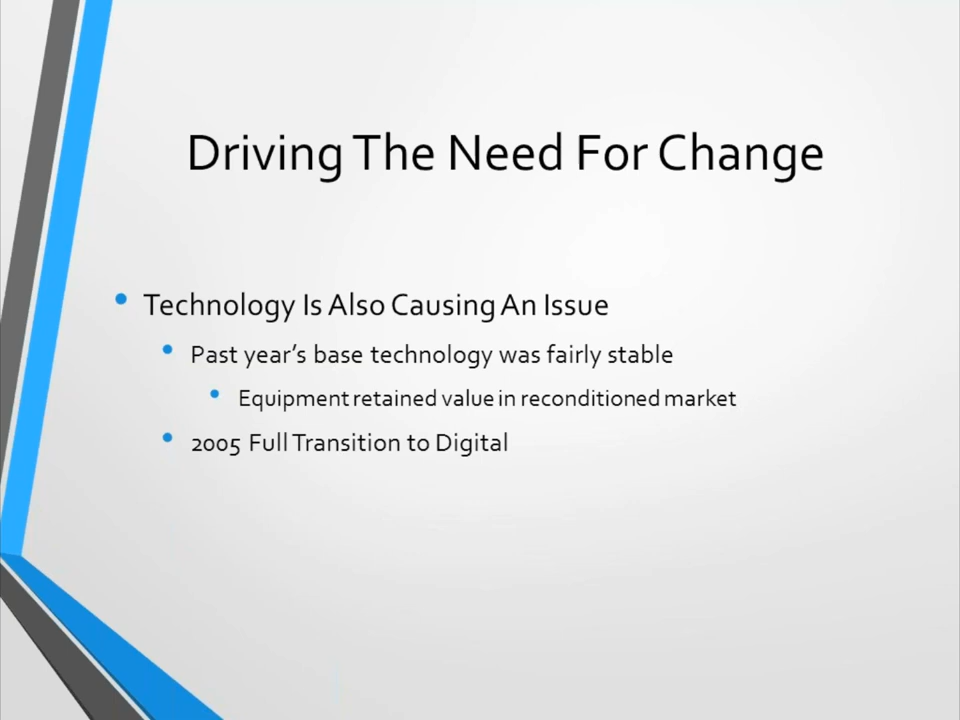 Driving The Need For Change
• Technology Is Also Causing An Issue
• Past year's base technology was fairly stable
• Equipment retained value in reconditioned market
• 2005 Full Transition to Digital